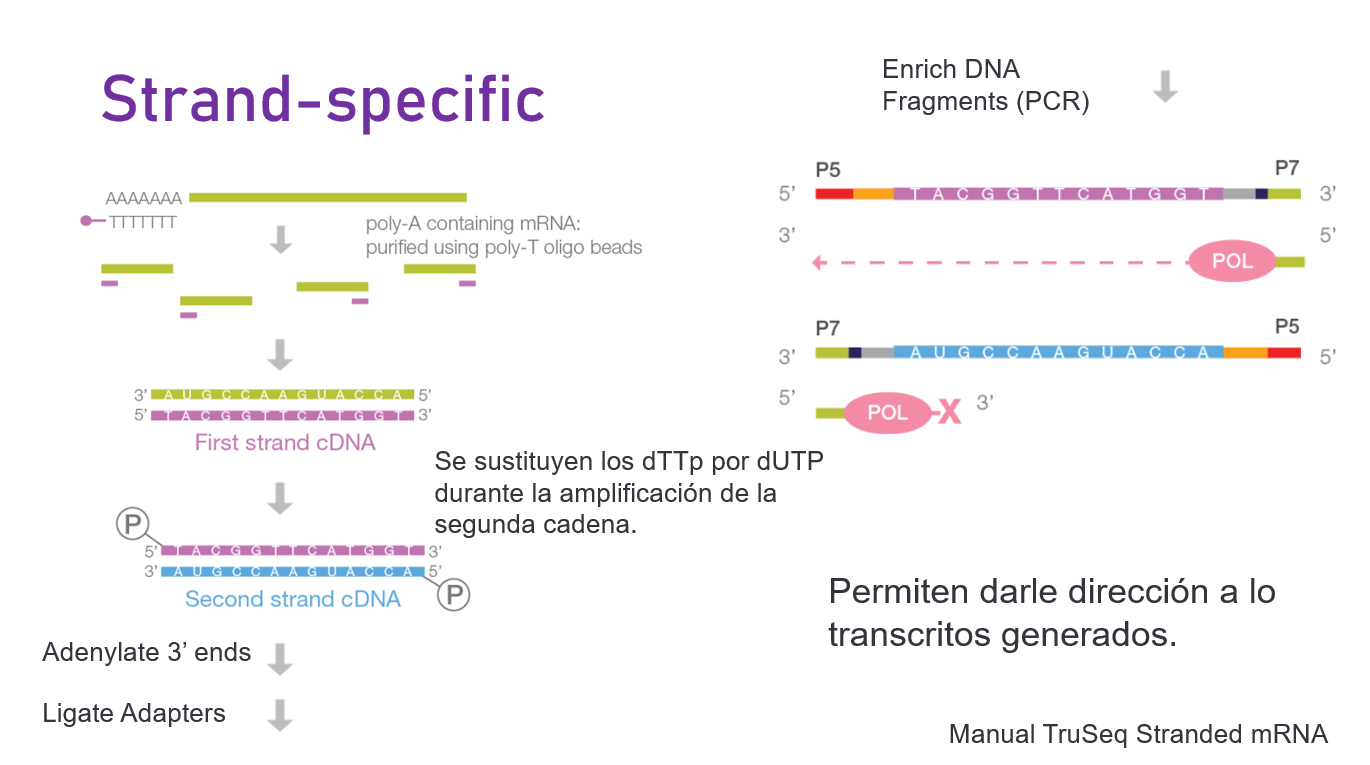 Strand-specific
AAAAAAA
TTTTTTT
poly-A containing mRNA:
purified using poly-T oligo beads
3' A U G C C A A G U A C C A 5'
5' T A C G G T T C A T G G T 3'
First strand cDNA
Se sustituyen los dTTp por dUTP
durante la amplificación de la
segunda cadena.
P
5' T A C G G T T C A T G G T 3'
3' A U G C C A A G U A C C A 5'
Second strand cDNA
P
Adenylate 3’ ends
Ligate Adapters
Enrich DNA
Fragments (PCR)
P5 P7
5’ T A C G G T T C A T G G T 3’
3’ 5’
POL
P7 P5
3’ A U G C C A A G U A C C A 5’
5’ POL X 3’
Permiten darle dirección a lo
transcritos generados.
Manual TruSeq Stranded mRNA